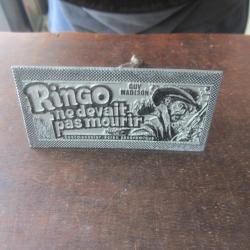 RINGO
GUY
MADISON
ne devait
pas mourir